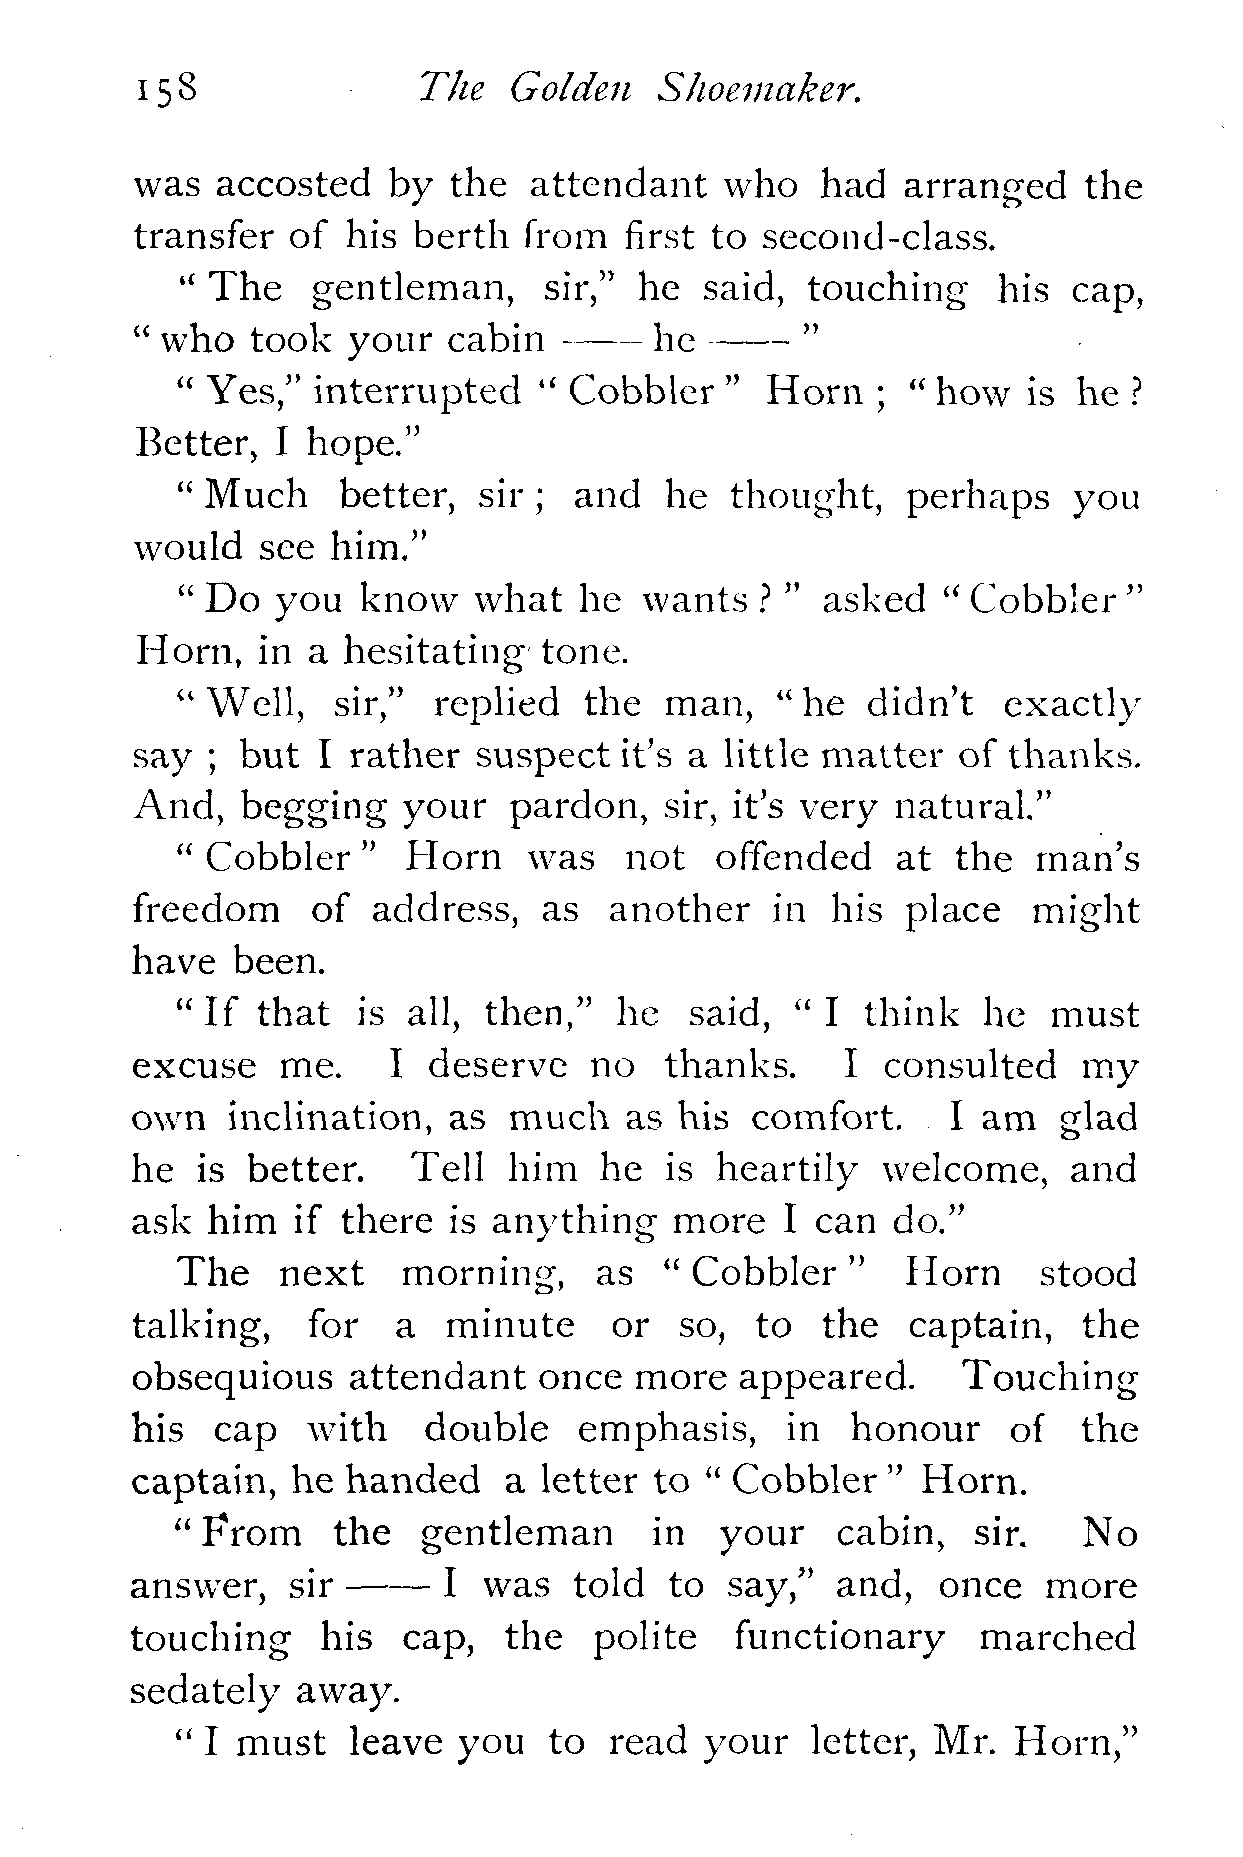 158 The Golden Shoemaker.
was accosted by the attendant who had arranged the
transfer of his berth from first to second-class.
“ The gentleman, sir,” he said, touching his cap,
“ who took your cabin —— he —— ”
“ Yes,” interrupted “ Cobbler ” Horn ; “ how is he ?
Better, I hope.”
“ Much better, sir ; and he thought, perhaps you
would see him.”
“ Do you know what he wants ? ” asked “ Cobbler ”
Horn, in a hesitating tone.
“ Well, sir,” replied the man, “ he didn’t exactly
say ; but I rather suspect it’s a little matter of thanks.
And, begging your pardon, sir, it’s very natural.”
“ Cobbler ” Horn was not offended at the man’s
freedom of address, as another in his place might
have been.
“ If that is all, then,” he said, “ I think he must
excuse me. I deserve no thanks. I consulted my
own inclination, as much as his comfort. I am glad
he is better. Tell him he is heartily welcome, and
ask him if there is anything more I can do.”
The next morning, as “ Cobbler ” Horn stood
talking, for a minute or so, to the captain, the
obsequious attendant once more appeared. Touching
his cap with double emphasis, in honour of the
captain, he handed a letter to “ Cobbler ” Horn.
“ From the gentleman in your cabin, sir. No
answer, sir —— I was told to say,” and, once more
touching his cap, the polite functionary marched
sedately away.
“ I must leave you to read your letter, Mr. Horn,”